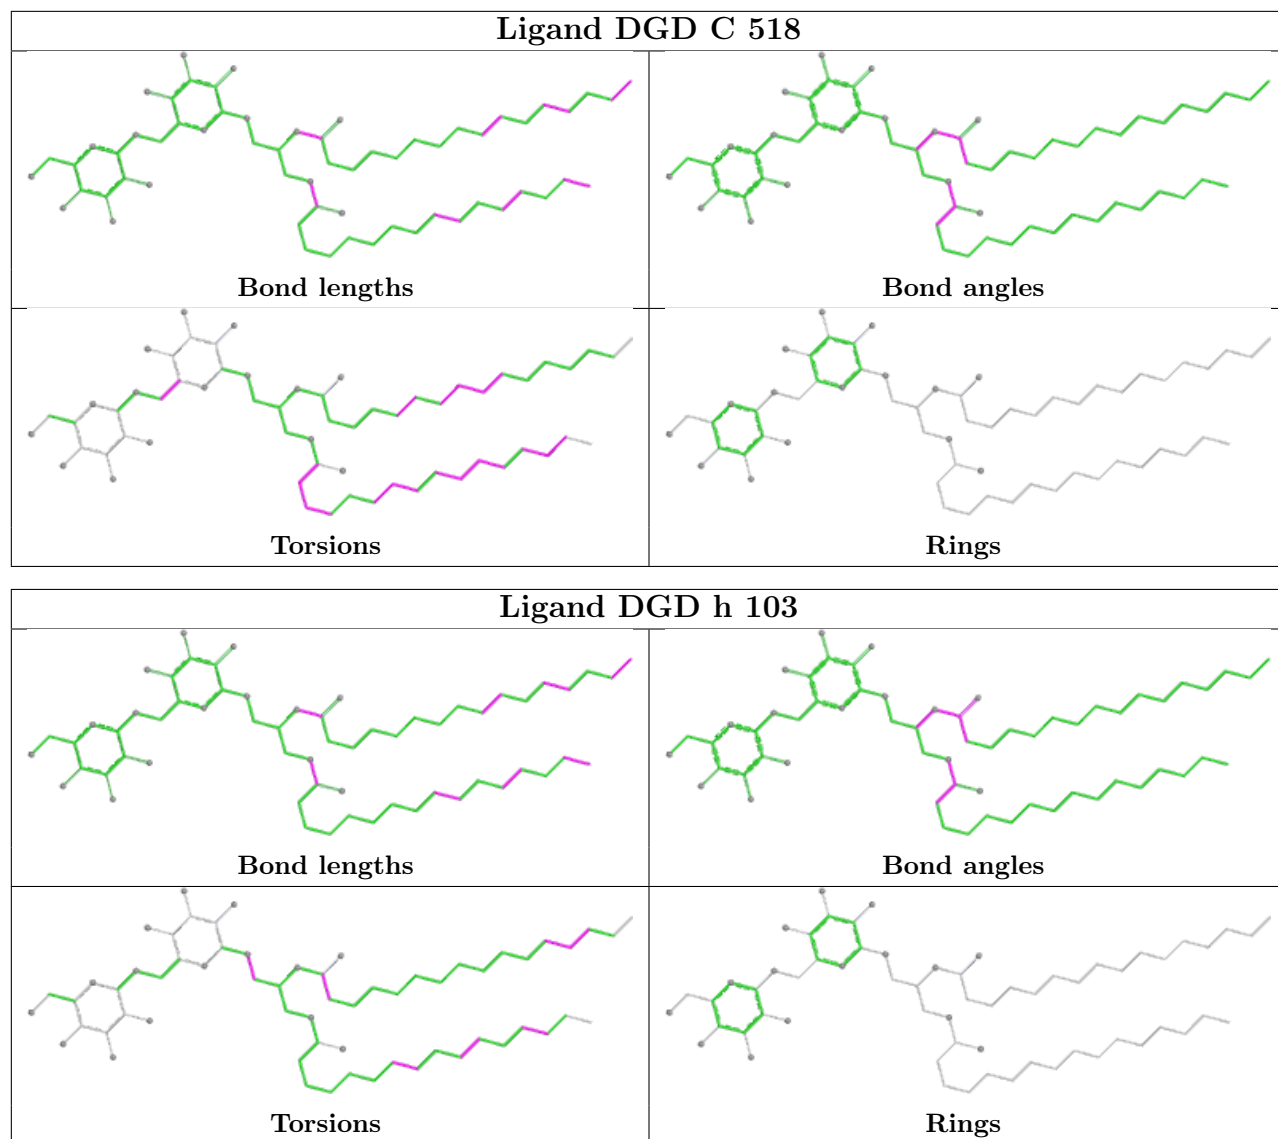 Ligand DGD C 518
Bond lengths
Bond angles
Torsions
Rings
Ligand DGD h 103
Bond lengths
Bond angles
Torsions
Rings